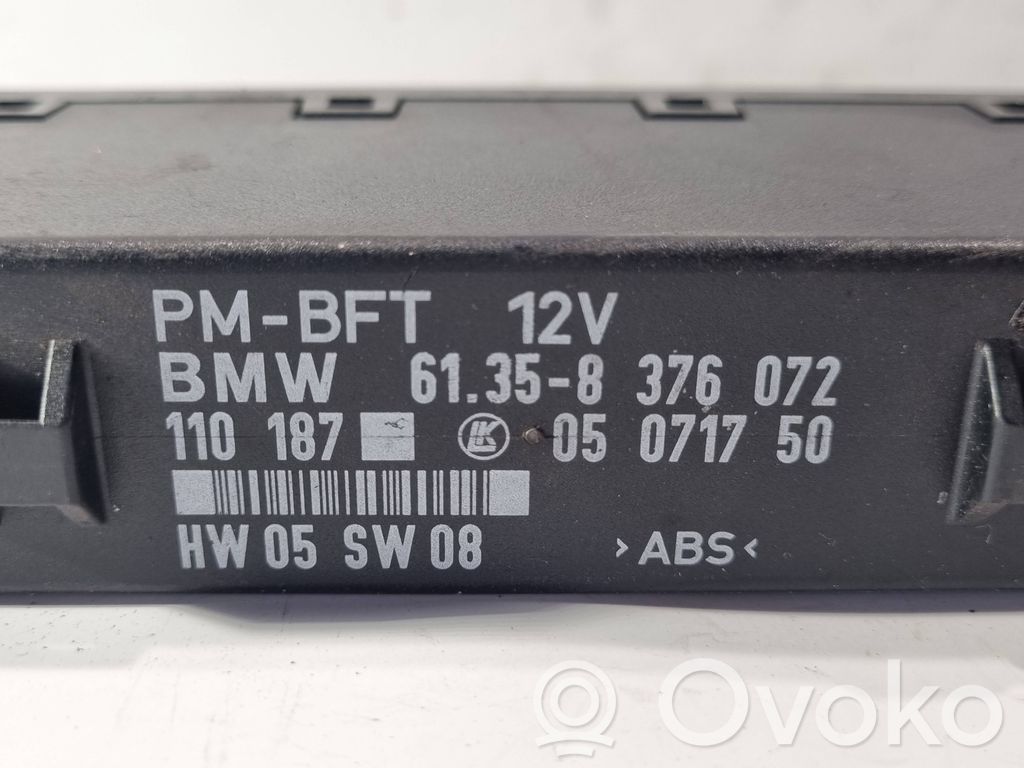 PM-BFT 12V
BMW 61.35-8 376 072
110 187 LK 05 0717 50
HW 05 SW 08 >ABS<
Ovoko